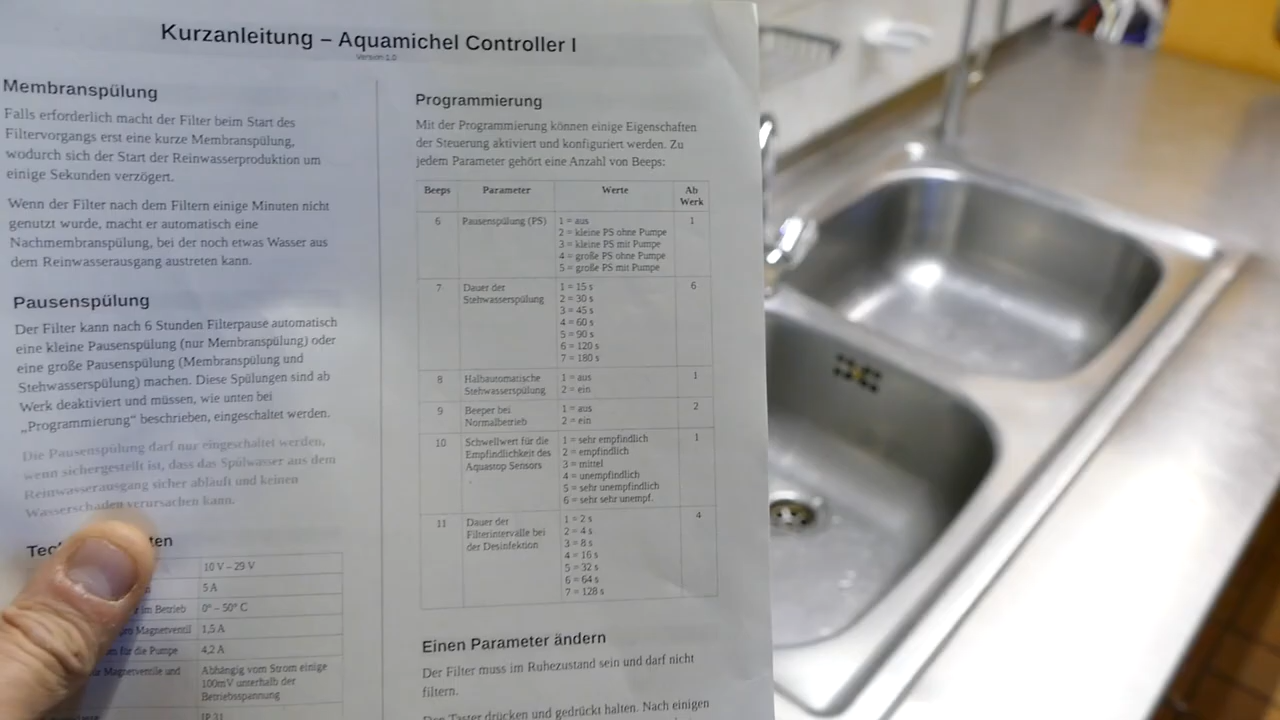 Kurzanleitung – Aquamichel Controller I
Version 1.0
Membranspülung
Falls erforderlich macht der Filter beim Start des
Filtervorgangs erst eine kurze Membranspülung,
wodurch sich der Start der Reinwasserproduktion um
einige Sekunden verzögert.
Wenn der Filter nach dem Filtern einige Minuten nicht
genutzt wurde, macht er automatisch eine
Nachmembranspülung, bei der noch etwas Wasser aus
dem Reinwasserausgang austreten kann.
Pausenspülung
Der Filter kann nach 6 Stunden Filterpause automatisch
eine kleine Pausenspülung (nur Membranspülung) oder
eine große Pausenspülung (Membranspülung und
Stehwasserspülung) machen. Diese Spülungen sind ab
Werk deaktiviert und müssen, wie unten bei
„Programmierung“ beschrieben, eingeschaltet werden.
Die Pausenspülung darf nur eingeschaltet werden,
wenn sichergestellt ist, dass das Spülwasser aus dem
Reinwasserausgang sicher abläuft und keinen
Wasserschaden verursachen kann.
10 V – 29 V
5 A
im Betrieb 0° – 50° C
Magnetventil 1,5 A
für die Pumpe 4,2 A
Magnetventile und Abhängig vom Strom einige
100mV unterhalb der
Betriebsspannung
IP 31
Programmierung
Mit der Programmierung können einige Eigenschaften
der Steuerung aktiviert und konfiguriert werden. Zu
jedem Parameter gehört eine Anzahl von Beeps:
Beeps Parameter Werte Ab
Werk
6 Pausenspülung (PS) 1 = aus 1
2 = kleine PS ohne Pumpe
3 = kleine PS mit Pumpe
4 = große PS ohne Pumpe
5 = große PS mit Pumpe
7 Dauer der 1 = 15 s 6
Stehwasserspülung 2 = 30 s
3 = 45 s
4 = 60 s
5 = 90 s
6 = 120 s
7 = 180 s
8 Halbautomatische 1 = aus 1
Stehwasserspülung 2 = ein
9 Beeper bei 1 = aus 2
Normalbetrieb 2 = ein
10 Schwellwert für die 1 = sehr empfindlich 1
Empfindlichkeit des 2 = empfindlich
Aquastop Sensors 3 = mittel
4 = unempfindlich
5 = sehr unempfindlich
6 = sehr sehr unempf.
11 Dauer der 1 = 2 s 4
Filterintervalle bei 2 = 4 s
der Desinfektion 3 = 8 s
4 = 16 s
5 = 32 s
6 = 64 s
7 = 128 s
Einen Parameter ändern
Der Filter muss im Ruhezustand sein und darf nicht
filtern.
Den Taster drücken und gedrückt halten. Nach einigen